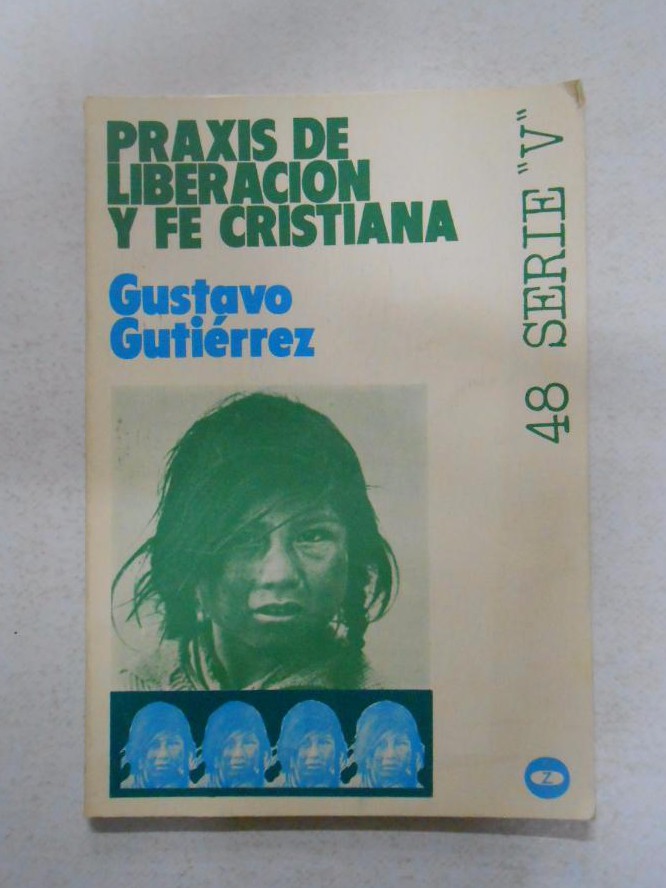 PRAXIS DE
LIBERACION
Y FE CRISTIANA
Gustavo
Gutiérrez
48 SERIE "V"
Z